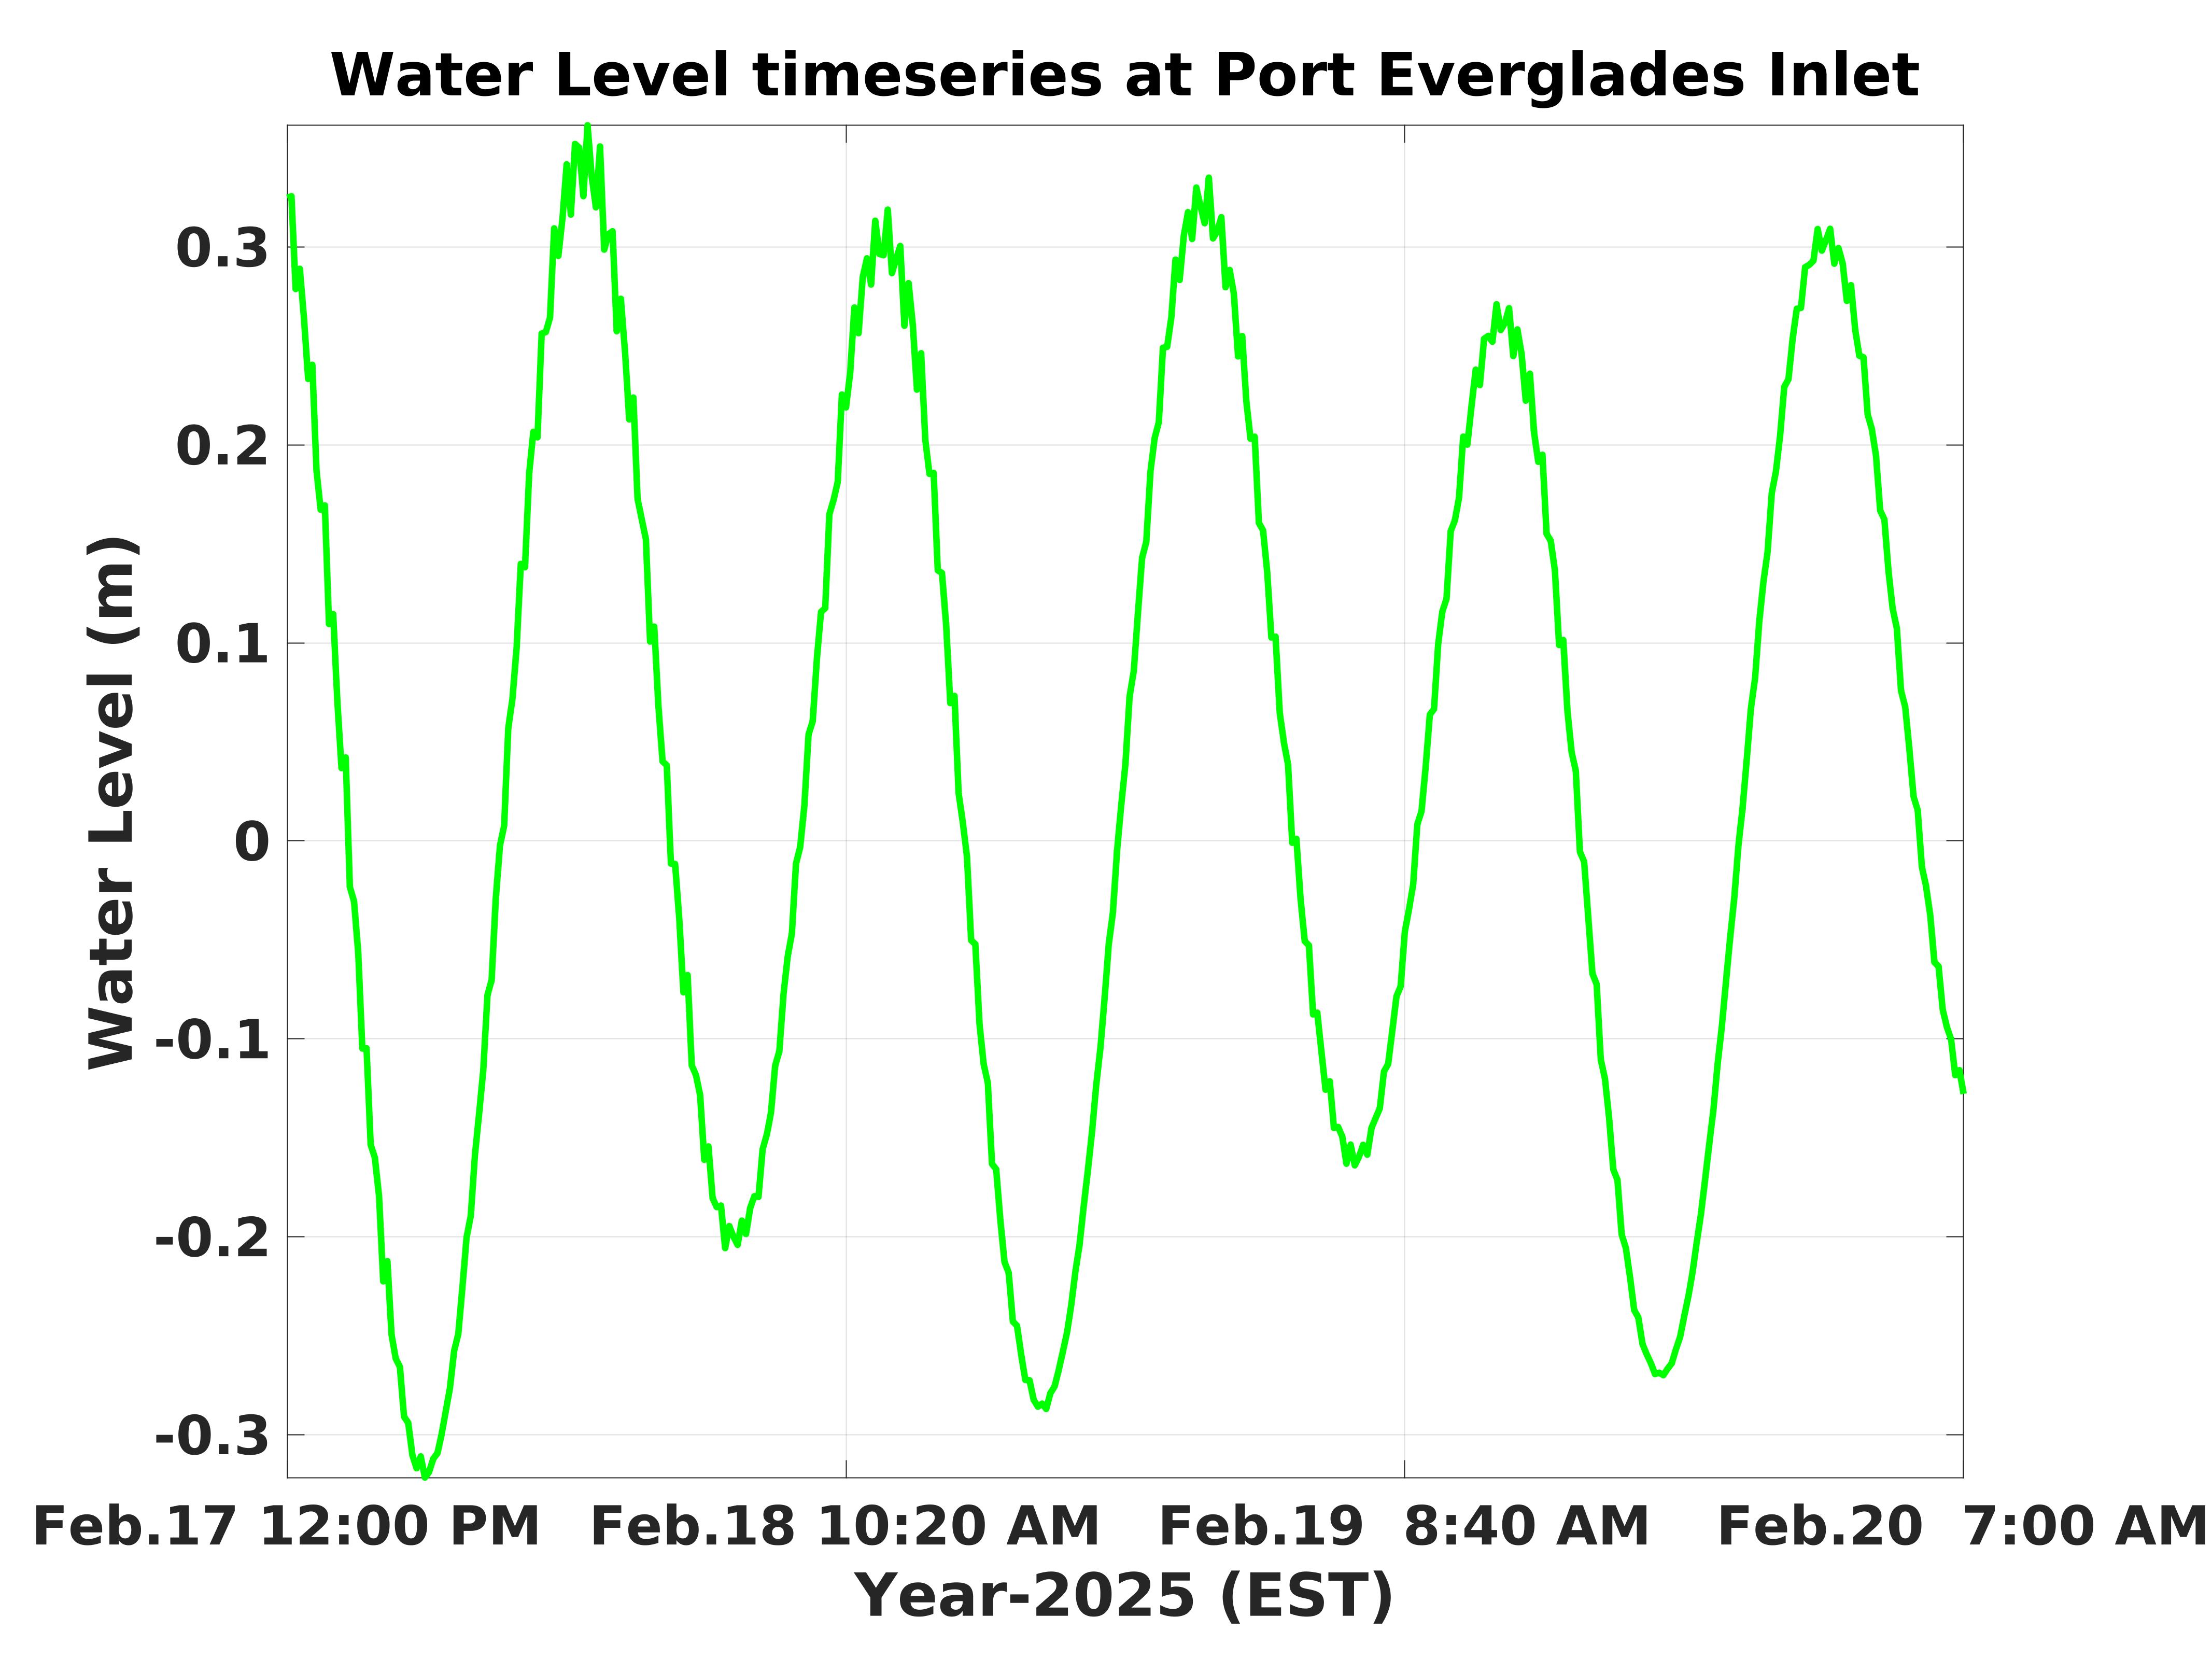 Water Level timeseries at Port Everglades Inlet
Water Level (m)
0.3
0.2
0.1
0
-0.1
-0.2
-0.3
Feb.17 12:00 PM Feb.18 10:20 AM Feb.19 8:40 AM Feb.20 7:00 AM
Year-2025 (EST)